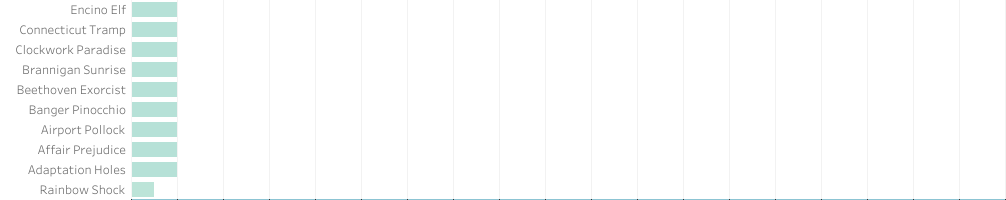 Encino Elf
Connecticut Tramp
Clockwork Paradise
Brannigan Sunrise
Beethoven Exorcist
Banger Pinocchio
Airport Pollock
Affair Prejudice
Adaptation Holes
Rainbow Shock